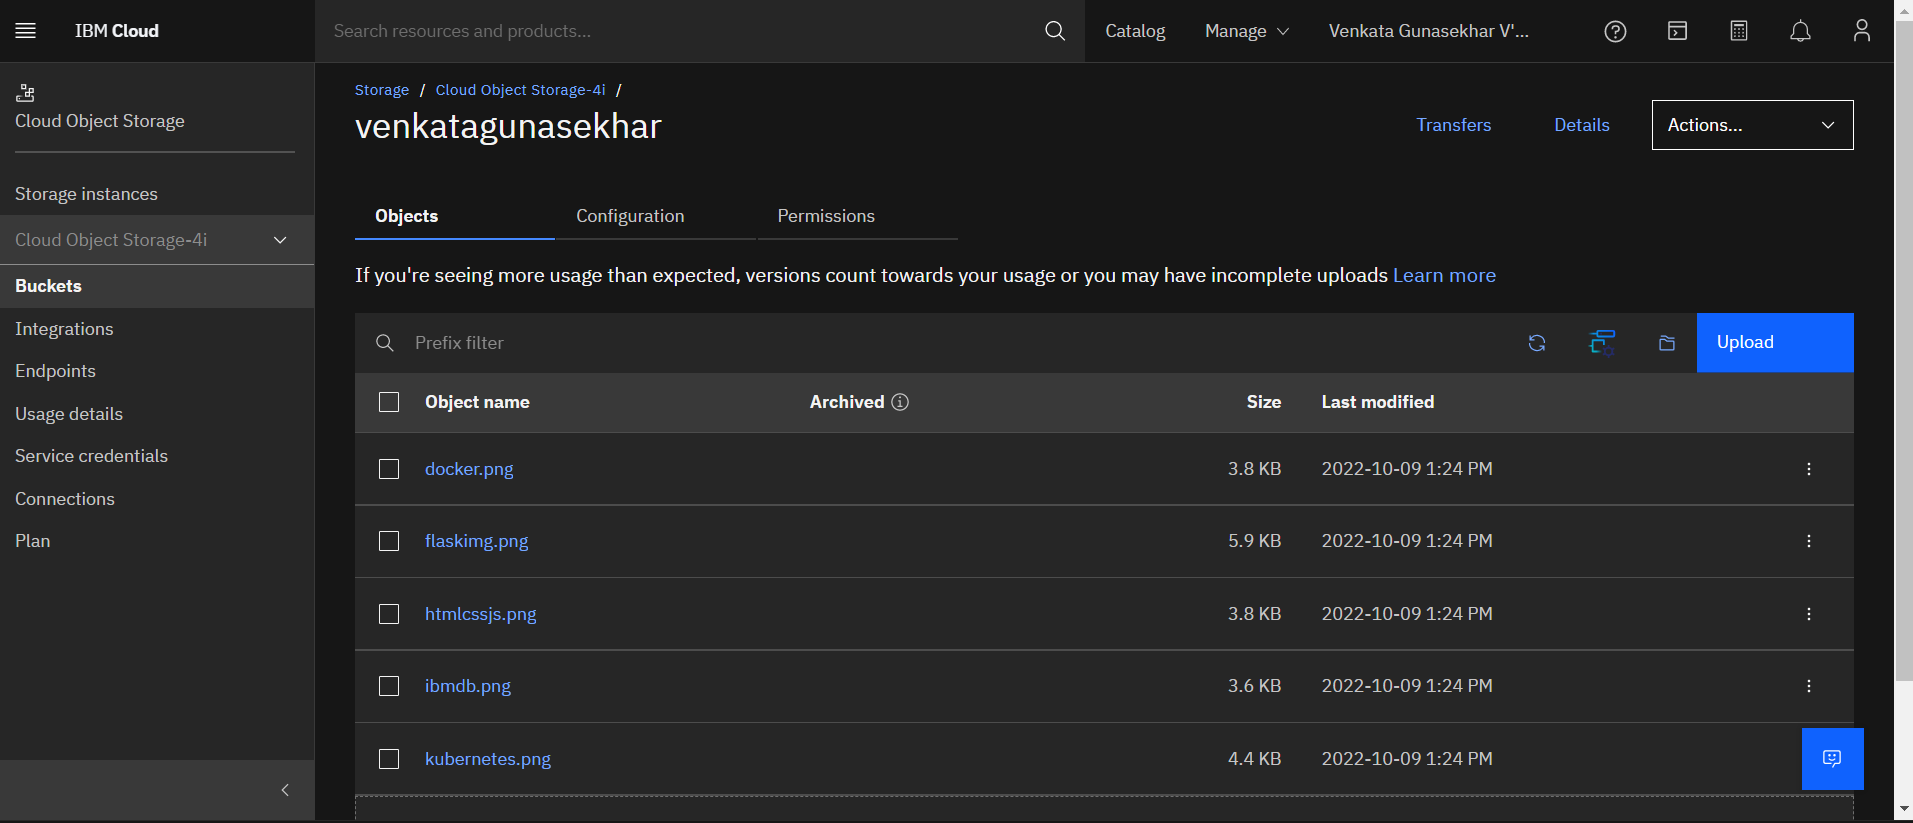 IBM Cloud
Search resources and products...
Catalog
Manage
Venkata Gunasekhar V'...
Cloud Object Storage
Storage instances
Cloud Object Storage-4i
Buckets
Integrations
Endpoints
Usage details
Service credentials
Connections
Plan
Storage / Cloud Object Storage-4i /
venkatagunasekhar
Transfers
Details
Actions...
Objects
Configuration
Permissions
If you're seeing more usage than expected, versions count towards your usage or you may have incomplete uploads Learn more
Prefix filter
Upload
Object name Archived Size Last modified
docker.png 3.8 KB 2022-10-09 1:24 PM
flaskimg.png 5.9 KB 2022-10-09 1:24 PM
htmlcssjs.png 3.8 KB 2022-10-09 1:24 PM
ibmdb.png 3.6 KB 2022-10-09 1:24 PM
kubernetes.png 4.4 KB 2022-10-09 1:24 PM